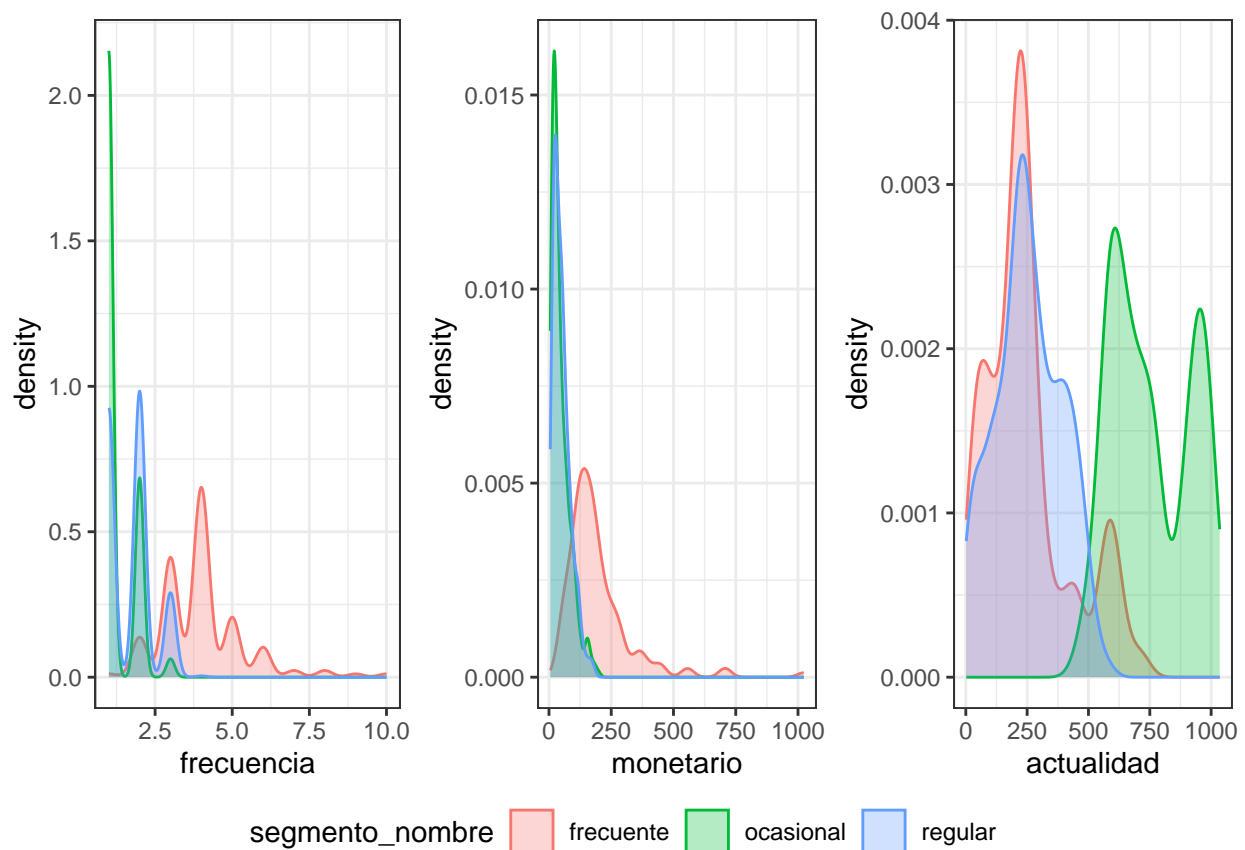 density
2.0
1.5
1.0
0.5
0.0
2.5 5.0 7.5 10.0
frecuencia
density
0.015
0.010
0.005
0.000
0 250 500 750 1000
monetario
density
0.004
0.003
0.002
0.001
0.000
0 250 500 750 1000
actualidad
segmento_nombre frecuente ocasional regular